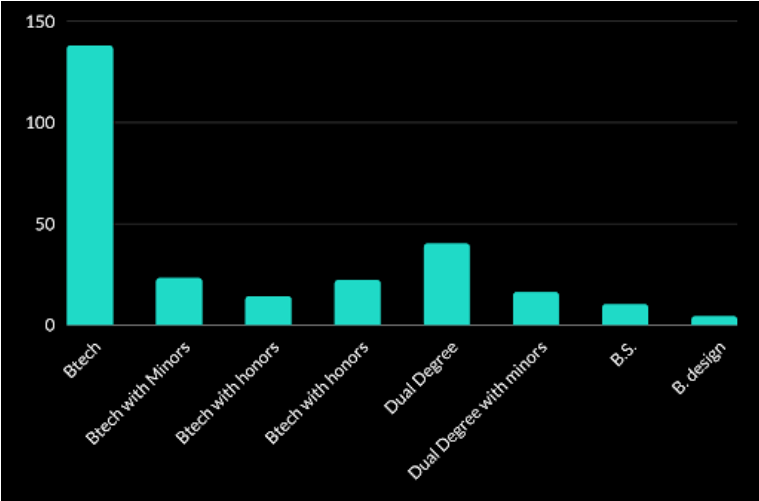 150
100
50
0
Btech
Btech with Minors
Btech with honors
Btech with honors
Dual Degree
Dual Degree with minors
B.S.
B. design